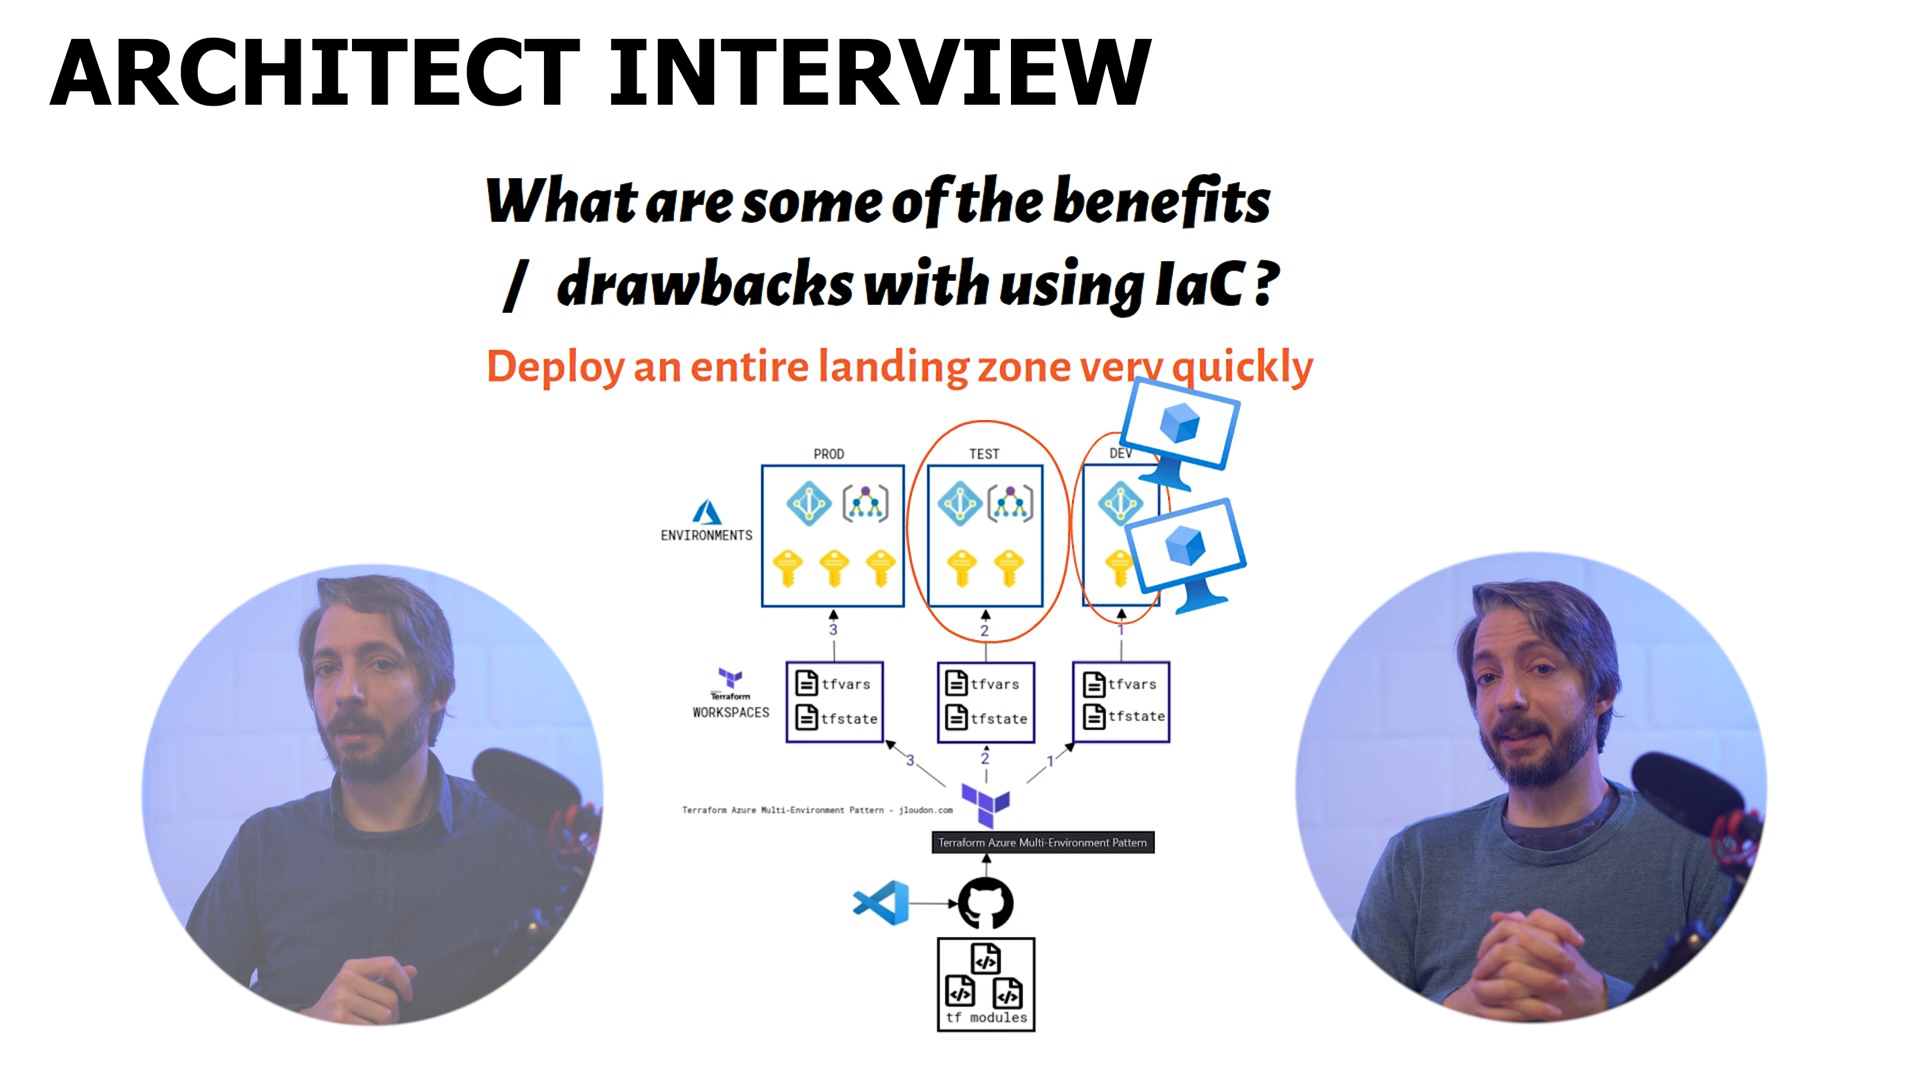 ARCHITECT INTERVIEW
What are some of the benefits
/ drawbacks with using IaC ?
Deploy an entire landing zone very quickly
PROD
TEST
DEV
ENVIRONMENTS
3
2
1
Terraform
WORKSPACES
tfvars
tfstate
tfvars
tfstate
tfvars
tfstate
3
2
1
Terraform Azure Multi-Environment Pattern - jloudon.com
Terraform Azure Multi-Environment Pattern
tf modules